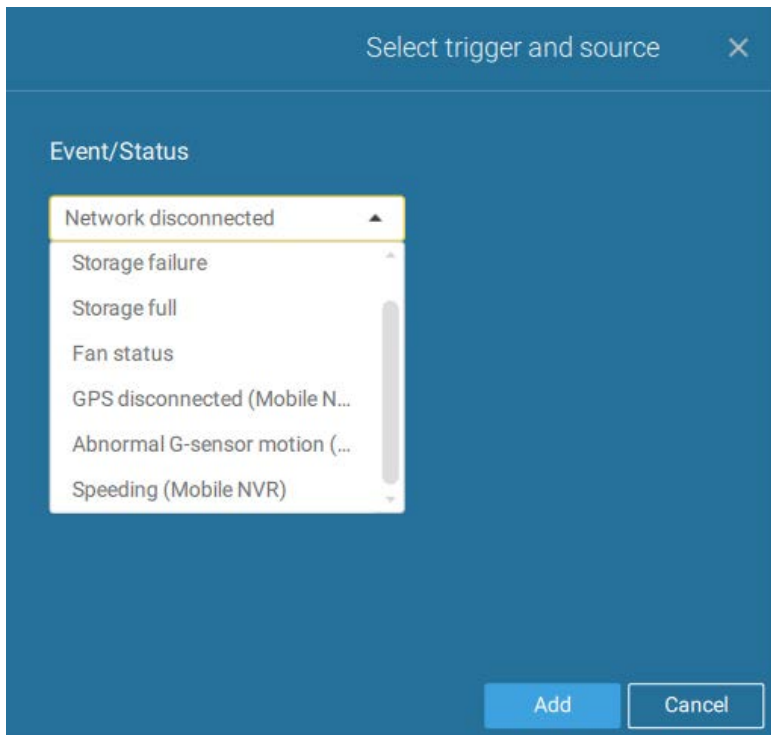 Select trigger and source
Event/Status
Network disconnected
Storage failure
Storage full
Fan status
GPS disconnected (Mobile N...
Abnormal G-sensor motion (...
Speeding (Mobile NVR)
Add Cancel